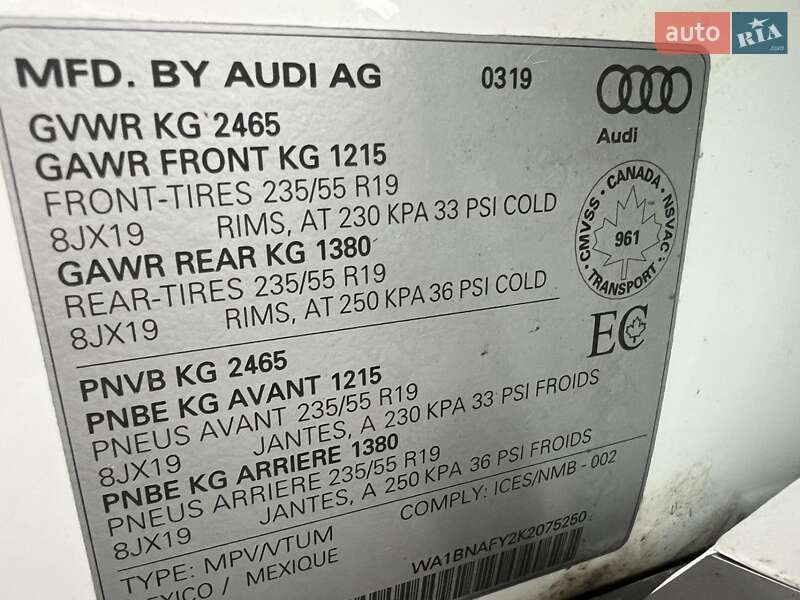 auto RIA .com
MFD. BY AUDI AG 0319
Audi
GVWR KG 2465
GAWR FRONT KG 1215
FRONT-TIRES 235/55 R19
8JX19 RIMS, AT 230 KPA 33 PSI COLD
GAWR REAR KG 1380
REAR-TIRES 235/55 R19
8JX19 RIMS, AT 250 KPA 36 PSI COLD
CANADA
CMVSS · NSVAC
961
TRANSPORT
EC
PNVB KG 2465
PNBE KG AVANT 1215
PNEUS AVANT 235/55 R19
8JX19 JANTES, A 230 KPA 33 PSI FROIDS
PNBE KG ARRIERE 1380
PNEUS ARRIERE 235/55 R19
8JX19 JANTES, A 250 KPA 36 PSI FROIDS
COMPLY: ICES/NMB - 002
TYPE: MPV/VTUM
MEXICO / MEXIQUE
WA1BNAFY2K2075250